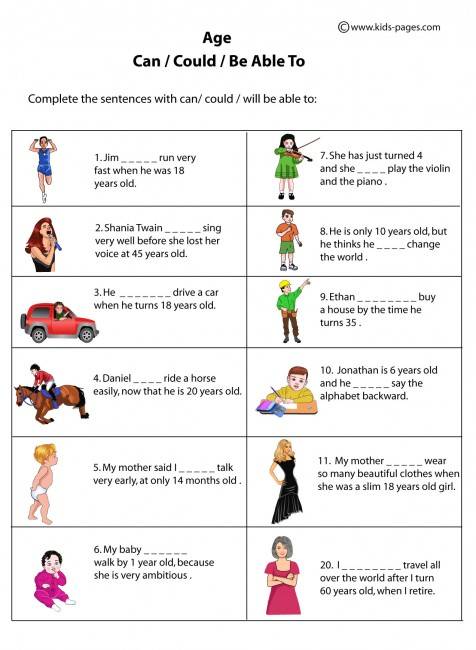 ©www.kids-pages.com
Age
Can / Could / Be Able To
Complete the sentences with can/ could / will be able to:
1. Jim _ _ _ _ _ run very
fast when he was 18
years old.
2. Shania Twain _ _ _ _ _ sing
very well before she lost her
voice at 45 years old.
3. He _ _ _ _ _ _ _ drive a car
when he turns 18 years old.
4. Daniel _ _ _ _ ride a horse
easily, now that he is 20 years old.
5. My mother said I _ _ _ _ _ talk
very early, at only 14 months old .
6. My baby _ _ _ _ _ _
walk by 1 year old, because
she is very ambitious .
7. She has just turned 4
and she _ _ _ _ play the violin
and the piano .
8. He is only 10 years old, but
he thinks he _ _ _ _ change
the world .
9. Ethan _ _ _ _ _ _ _ _ buy
a house by the time he
turns 35 .
10. Jonathan is 6 years old
and he _ _ _ _ _ say the
alphabet backward.
11. My mother _ _ _ _ _ wear
so many beautiful clothes when
she was a slim 18 years old girl.
20. I _ _ _ _ _ _ _ _ travel all
over the world after I turn
60 years old, when I retire.